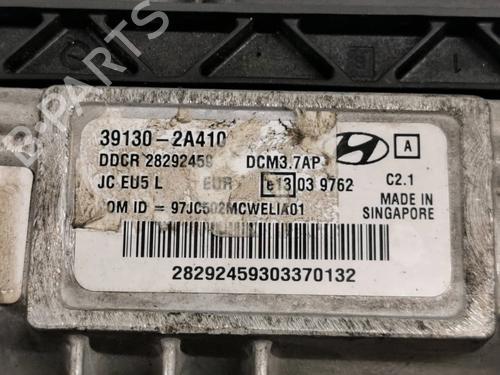 B-PARTS
39130-2A410
DDCR 28292459 DCM3.7AP A
JC EU5 L EUR e13 03 9762 C2.1
ROM ID = 97JC502MCWELIA01 MADE IN
SINGAPORE
28292459303370132